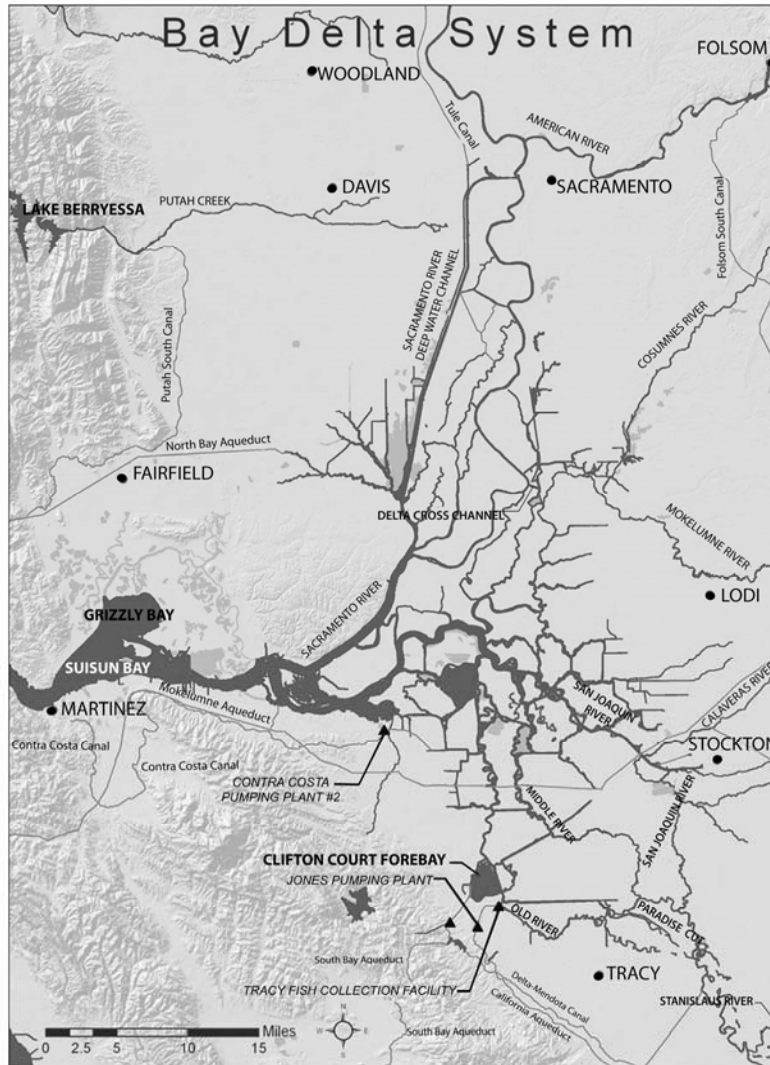 Bay Delta System
FOLSOM
WOODLAND
Tule Canal
AMERICAN RIVER
DAVIS
SACRAMENTO
LAKE BERRYESSA
PUTAH CREEK
Folsom South Canal
SACRAMENTO RIVER
DEEP WATER CHANNEL
COSUMNES RIVER
Putah South Canal
North Bay Aqueduct
FAIRFIELD
DELTA CROSS CHANNEL
MOKELUMNE RIVER
LODI
SACRAMENTO RIVER
GRIZZLY BAY
SUISUN BAY
Mokelumne Aqueduct
SAN JOAQUIN
RIVER
CALAVERAS RIVER
MARTINEZ
Contra Costa Canal
Contra Costa Canal
STOCKTON
CONTRA COSTA
PUMPING PLANT #2
MIDDLE RIVER
SAN JOAQUIN RIVER
CLIFTON COURT FOREBAY
JONES PUMPING PLANT
OLD RIVER
PARADISE CUT
South Bay Aqueduct
TRACY
TRACY FISH COLLECTION FACILITY
Delta-Mendota Canal
California Aqueduct
STANISLAUS RIVER
South Bay Aqueduct
N
W E
S
Miles
0 2.5 5 10 15